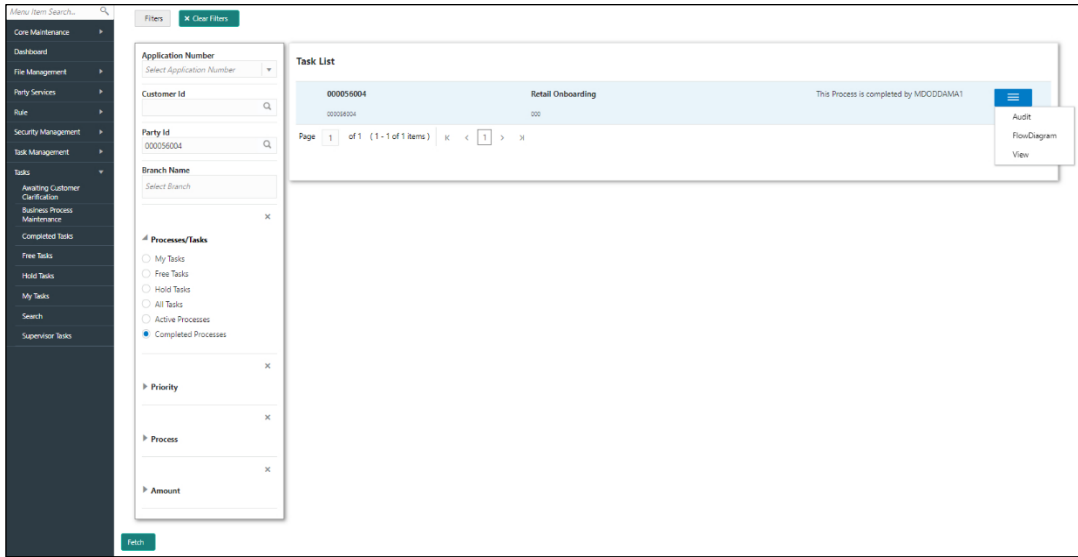 Menu Item Search...
Core Maintenance
Dashboard
File Management
Party Services
Rule
Security Management
Task Management
Tasks
Awaiting Customer
Clarification
Business Process
Maintenance
Completed Tasks
Free Tasks
Hold Tasks
My Tasks
Search
Supervisor Tasks
Filters
× Clear Filters
Application Number
Select Application Number
Customer Id
Party Id
000056004
Branch Name
Select Branch
Processes/Tasks
My Tasks
Free Tasks
Hold Tasks
All Tasks
Active Processes
Completed Processes
Priority
Process
Amount
Fetch
Task List
000056004 Retail Onboarding This Process is completed by MDODDAMA1
000056004 000
Page 1 of 1 (1 - 1 of 1 items) 1
Audit
FlowDiagram
View